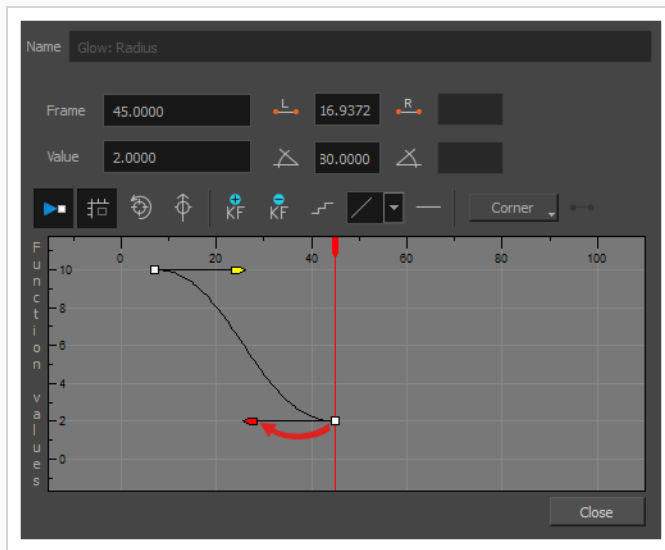 Name Glow: Radius
Frame 45.0000 L 16.9372 R
Value 2.0000 80.0000
KF KF Corner
Function values
0 20 40 60 80 100
10
8
6
4
2
0
Close